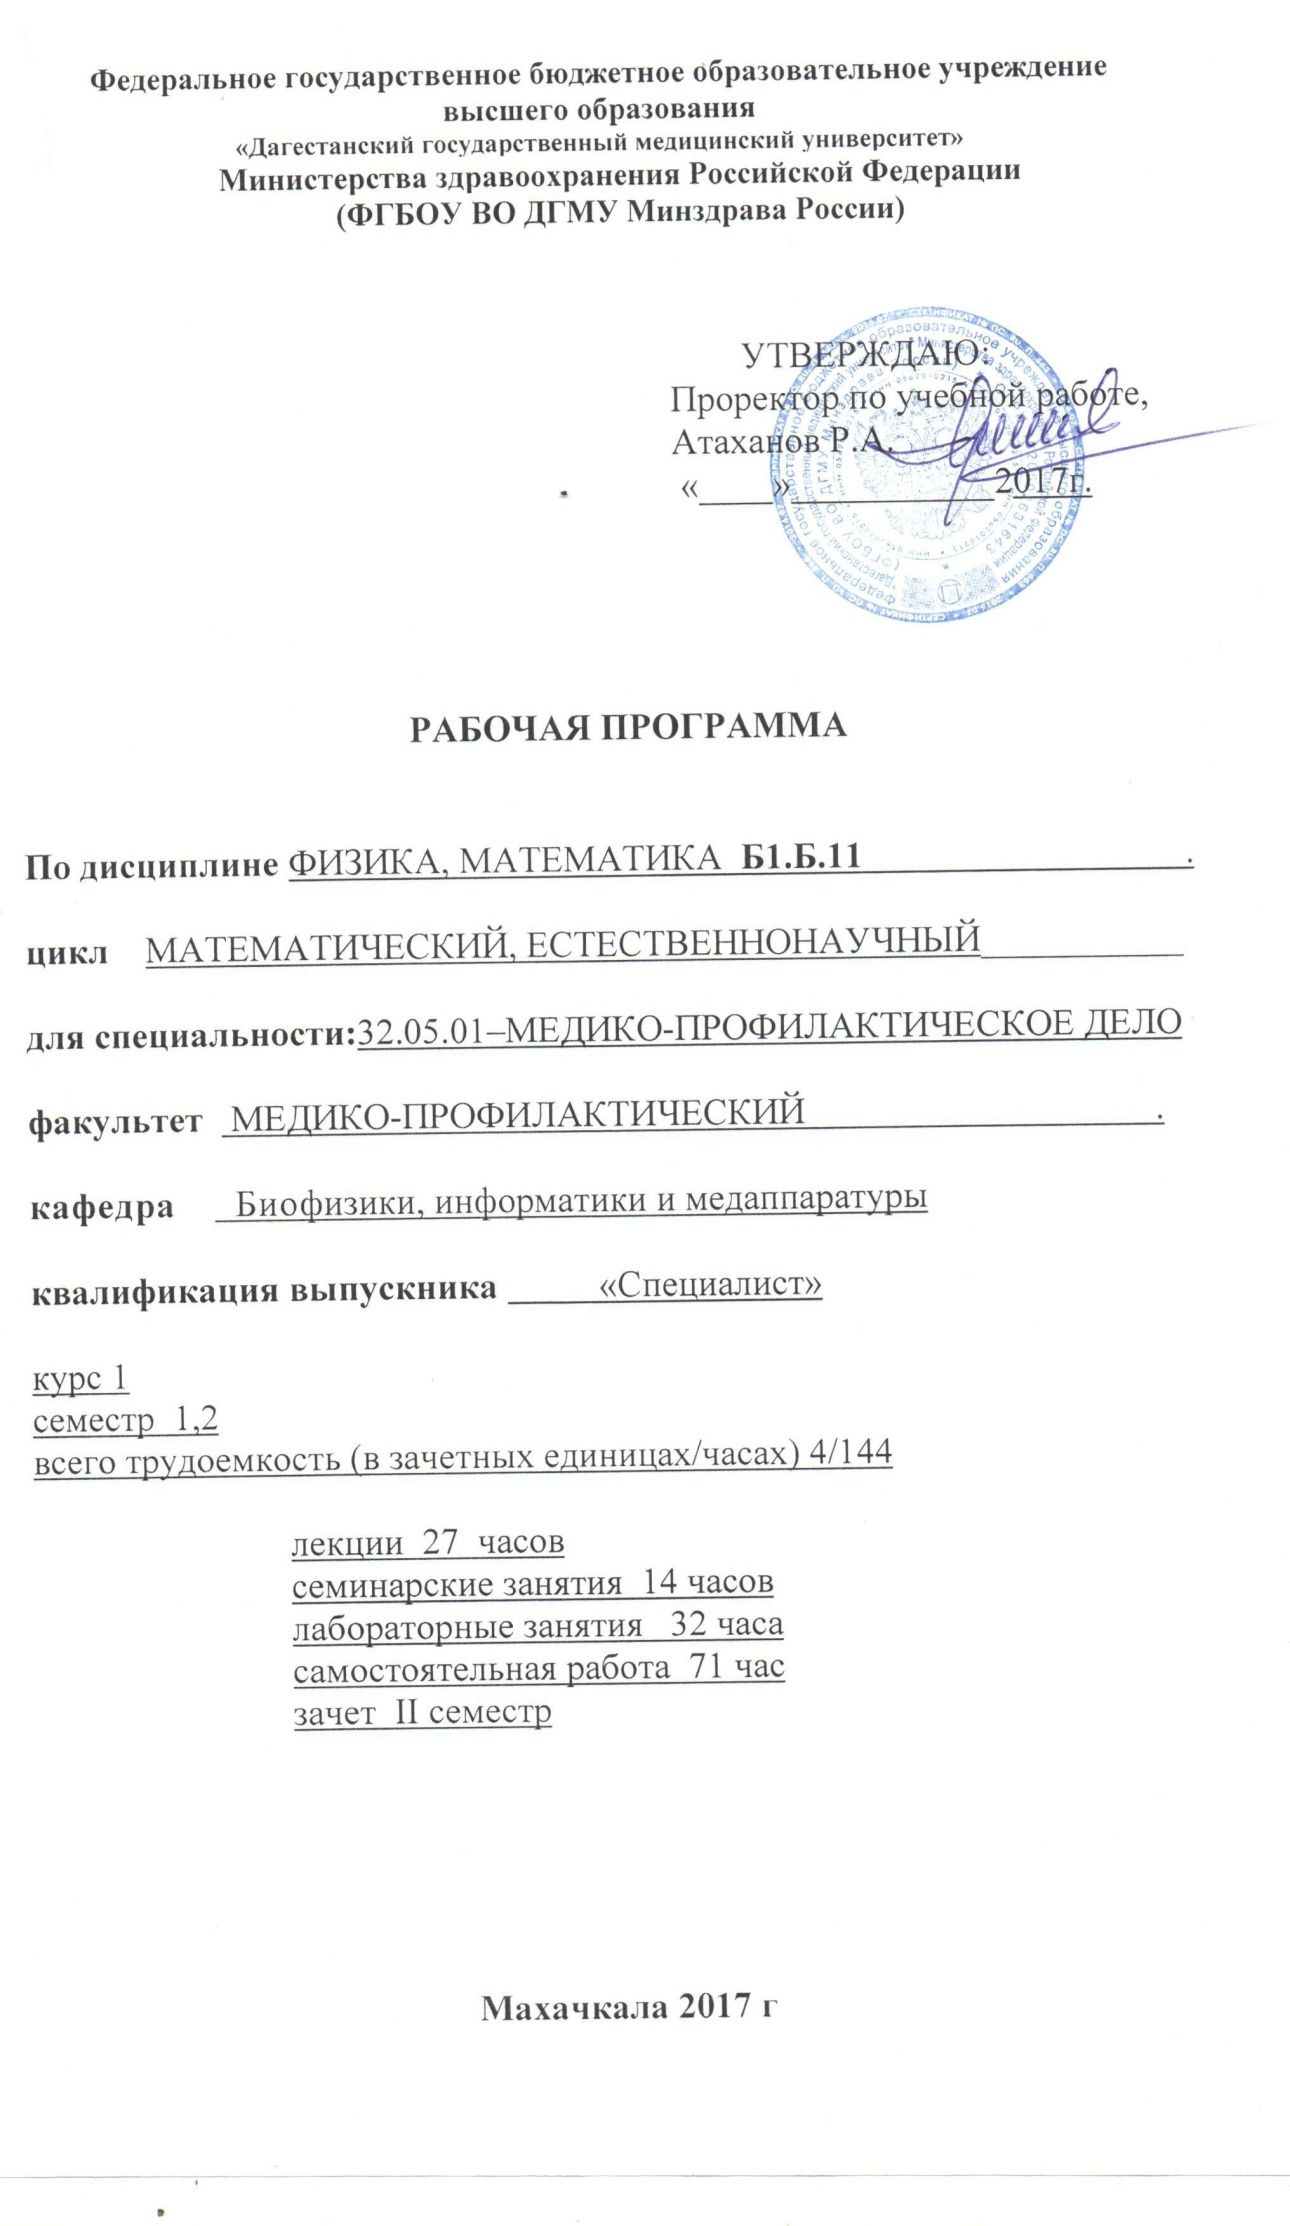 Федеральное государственное бюджетное образовательное учреждение
высшего образования
«Дагестанский государственный медицинский университет»
Министерства здравоохранения Российской Федерации
(ФГБОУ ВО ДГМУ Минздрава России)
УТВЕРЖДАЮ:
Проректор по учебной работе,
Атаханов Р.А.
«____»___________2017г.
РАБОЧАЯ ПРОГРАММА
По дисциплине ФИЗИКА, МАТЕМАТИКА Б1.Б.11 .
цикл МАТЕМАТИЧЕСКИЙ, ЕСТЕСТВЕННОНАУЧНЫЙ
для специальности:32.05.01–МЕДИКО-ПРОФИЛАКТИЧЕСКОЕ ДЕЛО
факультет МЕДИКО-ПРОФИЛАКТИЧЕСКИЙ .
кафедра Биофизики, информатики и медаппаратуры
квалификация выпускника «Специалист»
курс 1
семестр 1,2
всего трудоемкость (в зачетных единицах/часах) 4/144
лекции 27 часов
семинарские занятия 14 часов
лабораторные занятия 32 часа
самостоятельная работа 71 час
зачет II семестр
Махачкала 2017 г